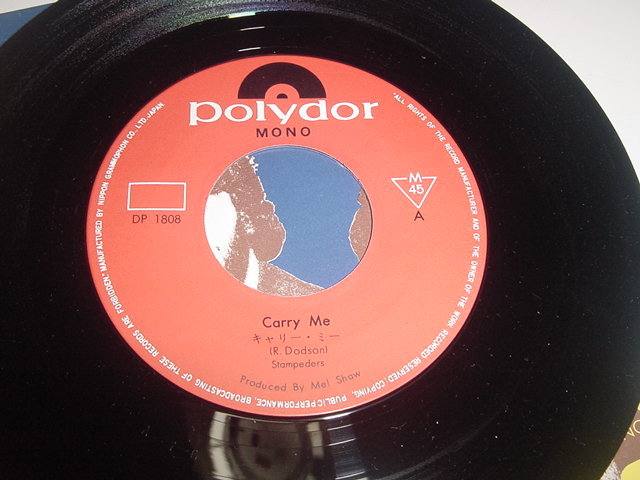 polydor
MONO
DP 1808
M
45
A
Carry Me
キャリー・ミー
(R. Dodson)
Stampeders
Produced By Mel Shaw
"ALL RIGHTS OF THE RECORD MANUFACTURER AND OF THE OWNER OF THE WORK RECORDED RESERVED. COPYING, PUBLIC PERFORMANCE, BROADCASTING OF THESE RECORDS ARE FORBIDDEN." MANUFACTURED BY NIPPON GRAMMOPHON CO., LTD. JAPAN